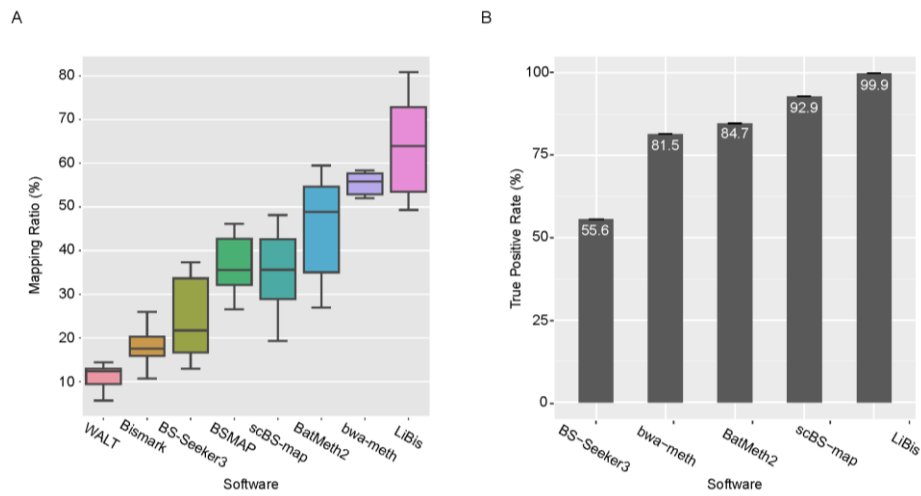 A
Mapping Ratio (%)
80
70
60
50
40
30
20
10
WALT
Bismark
BS-Seeker3
BSMAP
scBS-map
BatMeth2
bwa-meth
LiBis
Software
B
True Positive Rate (%)
100
75
50
25
0
55.6
81.5
84.7
92.9
99.9
BS-Seeker3
bwa-meth
BatMeth2
scBS-map
LiBis
Software